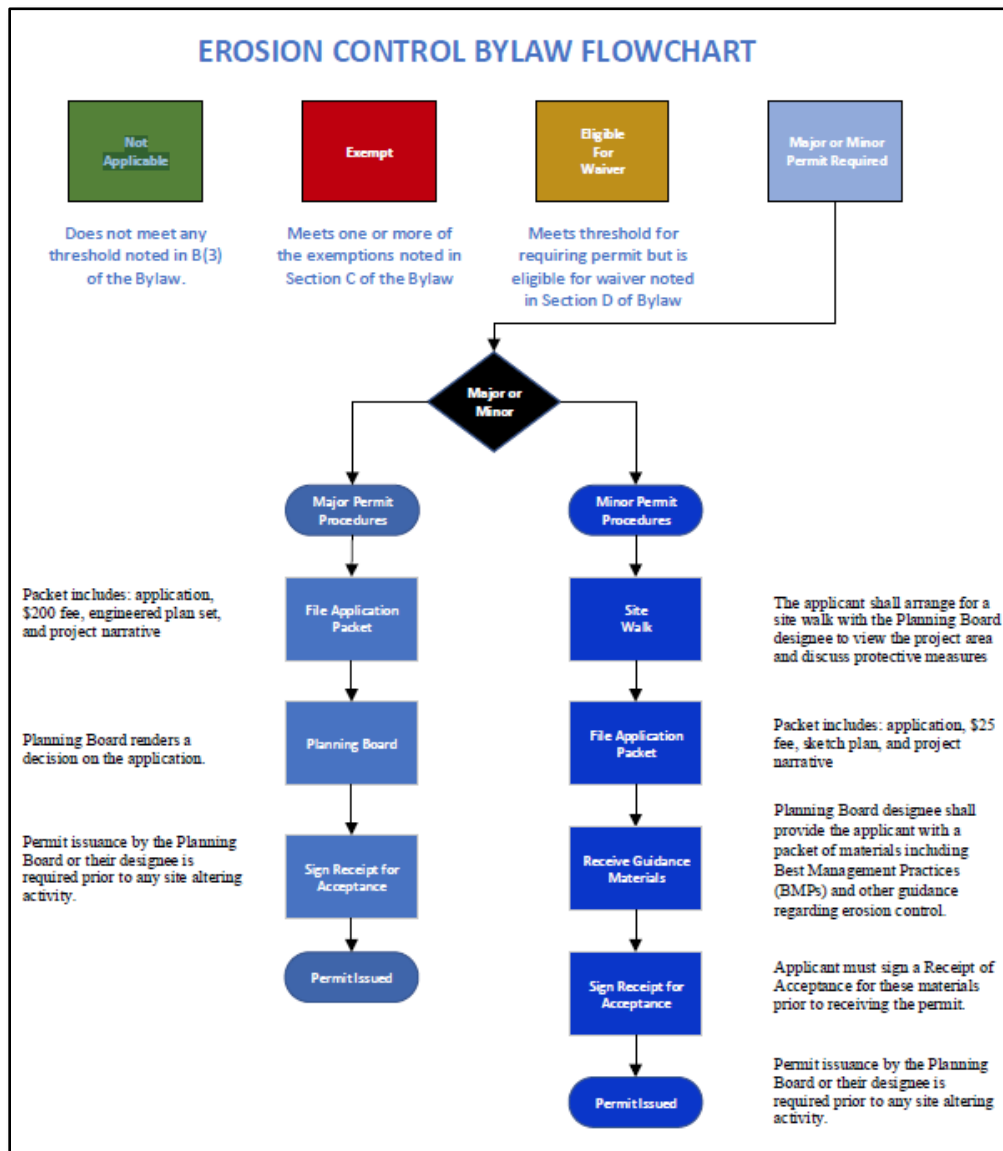 EROSION CONTROL BYLAW FLOWCHART
Not
Applicable
Exempt
Eligible
For
Waiver
Major or Minor
Permit Required
Does not meet any
threshold noted in B(3)
of the Bylaw.
Meets one or more of
the exemptions noted in
Section C of the Bylaw
Meets threshold for
requiring permit but is
eligible for waiver noted
in Section D of Bylaw
Major or
Minor
Major Permit
Procedures
Minor Permit
Procedures
Packet includes: application,
$200 fee, engineered plan set,
and project narrative
File Application
Packet
Site
Walk
The applicant shall arrange for a
site walk with the Planning Board
designee to view the project area
and discuss protective measures
Planning Board renders a
decision on the application.
Planning Board
File Application
Packet
Packet includes: application, $25
fee, sketch plan, and project
narrative
Permit issuance by the Planning
Board or their designee is
required prior to any site altering
activity.
Sign Receipt for
Acceptance
Receive Guidance
Materials
Planning Board designee shall
provide the applicant with a
packet of materials including
Best Management Practices
(BMPs) and other guidance
regarding erosion control.
Permit Issued
Sign Receipt for
Acceptance
Applicant must sign a Receipt of
Acceptance for these materials
prior to receiving the permit.
Permit Issued
Permit issuance by the Planning
Board or their designee is
required prior to any site altering
activity.